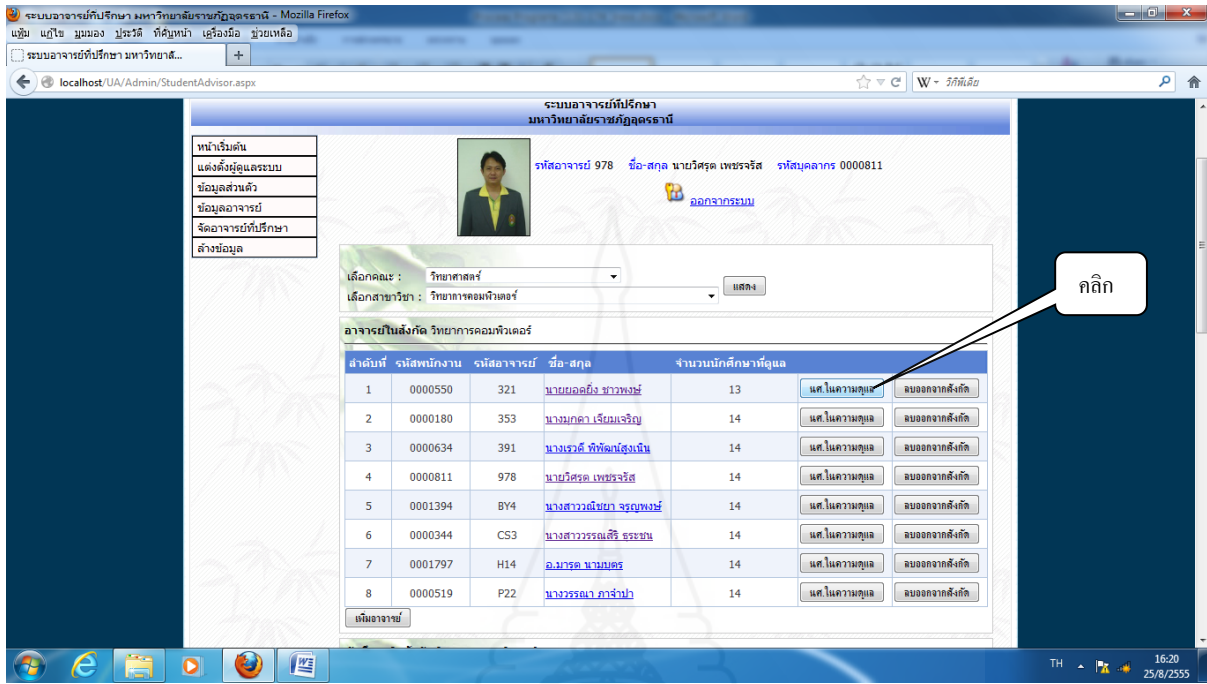 ระบบอาจารย์ที่ปรึกษา มหาวิทยาลัยราชภัฏอุดรธานี - Mozilla Firefox
แฟ้ม แก้ไข มุมมอง ประวัติ ที่คั่นหน้า เครื่องมือ ช่วยเหลือ
ระบบอาจารย์ที่ปรึกษา มหาวิทยาลั... +
localhost/UA/Admin/StudentAdvisor.aspx
W - วิกิพีเดีย
ระบบอาจารย์ที่ปรึกษา
มหาวิทยาลัยราชภัฏอุดรธานี
หน้าเริ่มต้น
แต่งตั้งผู้ดูแลระบบ
ข้อมูลส่วนตัว
ข้อมูลอาจารย์
จัดอาจารย์ที่ปรึกษา
ล้างข้อมูล
รหัสอาจารย์ 978 ชื่อ-สกุล นายวิศรุต เพชรจรัส รหัสบุคลากร 0000811
ออกจากระบบ
เลือกคณะ : วิทยาศาสตร์
เลือกสาขาวิชา : วิทยาการคอมพิวเตอร์
แสดง
คลิก
อาจารย์ในสังกัด วิทยาการคอมพิวเตอร์
ลำดับที่ รหัสพนักงาน รหัสอาจารย์ ชื่อ-สกุล จำนวนนักศึกษาที่ดูแล
1 0000550 321 นายยอดยิ่ง ชาวพงษ์ 13 นศ.ในความดูแล ลบออกจากสังกัด
2 0000180 353 นางมุกดา เจียมเจริญ 14 นศ.ในความดูแล ลบออกจากสังกัด
3 0000634 391 นางเรวดี พิพัฒน์สูงเนิน 14 นศ.ในความดูแล ลบออกจากสังกัด
4 0000811 978 นายวิศรุต เพชรจรัส 14 นศ.ในความดูแล ลบออกจากสังกัด
5 0001394 BY4 นางสาววณิชยา จรูญพงษ์ 14 นศ.ในความดูแล ลบออกจากสังกัด
6 0000344 CS3 นางสาววรรณสิริ ธุระชน 14 นศ.ในความดูแล ลบออกจากสังกัด
7 0001797 H14 อ.มารุต นามบุตร 14 นศ.ในความดูแล ลบออกจากสังกัด
8 0000519 P22 นางวรรณา ภาจำปา 14 นศ.ในความดูแล ลบออกจากสังกัด
เพิ่มอาจารย์
TH 16:20
25/8/2555